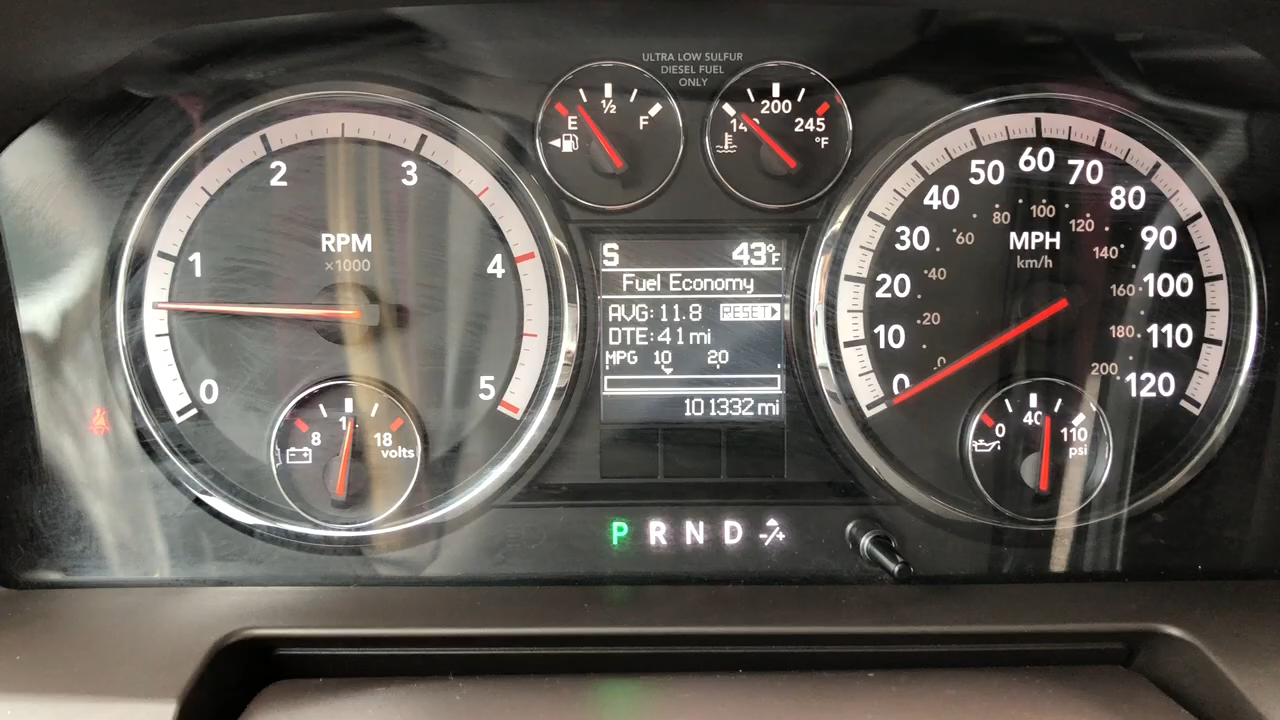 ULTRA LOW SULFUR
DIESEL FUEL
ONLY
E ½ F
200
245
°F
0
1
2
3
4
5
RPM
×1000
8
18
volts
S 43°F
Fuel Economy
AVG: 11.8 RESET
DTE: 41 mi
MPG 10 20
101332 mi
0
10
20
30
40
50
60
70
80
90
100
110
120
MPH
km/h
0
20
40
60
80
100
120
140
160
180
200
0
40
110
psi
P R N D -/+